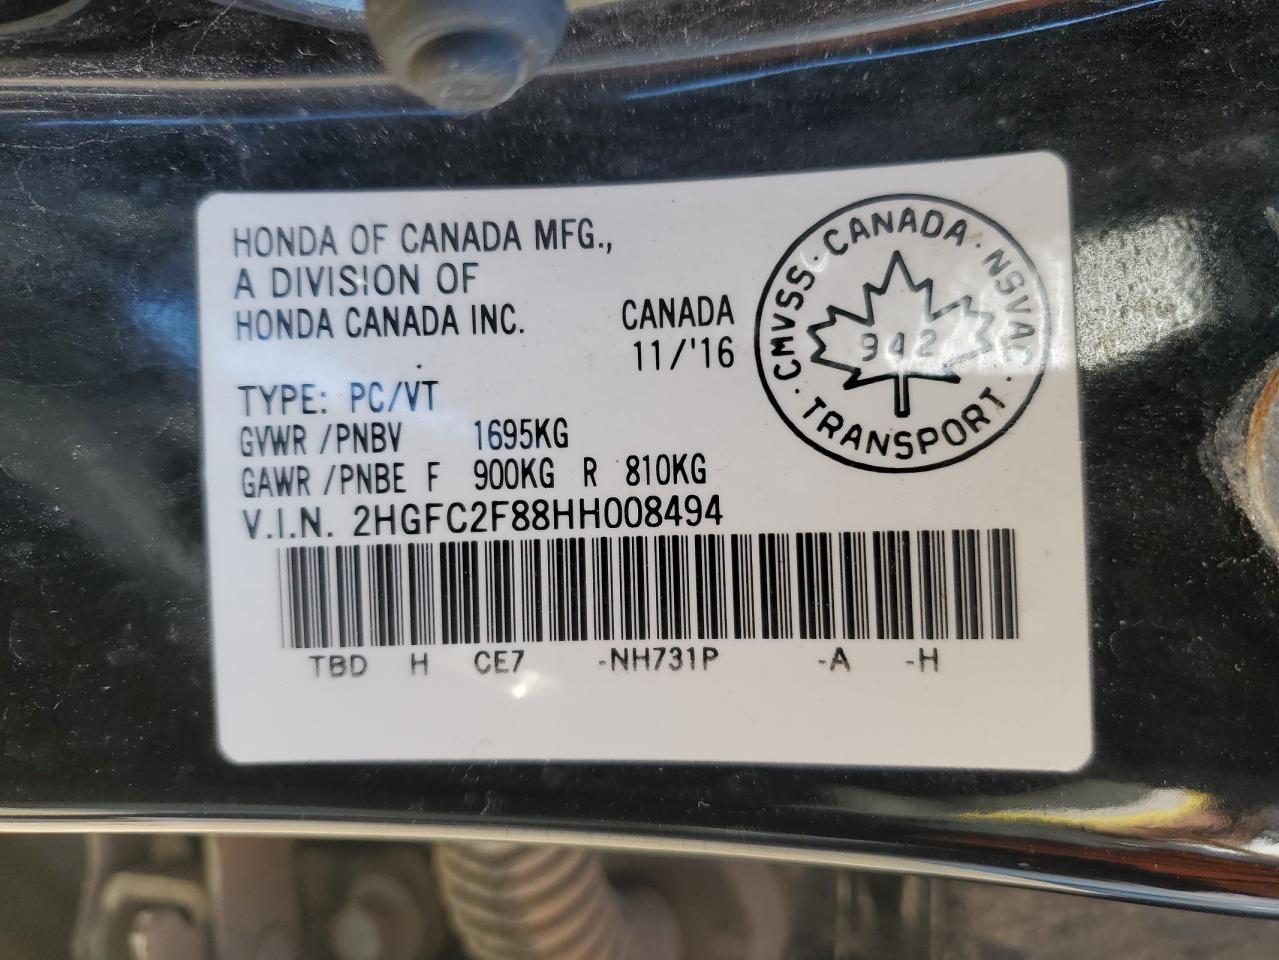 HONDA OF CANADA MFG.,
A DIVISION OF
HONDA CANADA INC.
CANADA
11/'16
TYPE: PC/VT
GVWR /PNBV 1695KG
GAWR /PNBE F 900KG R 810KG
V.I.N. 2HGFC2F88HH008494
TBD H CE7 -NH731P -A -H
CMVSS · CANADA · NSVAC · TRANSPORT ·
942